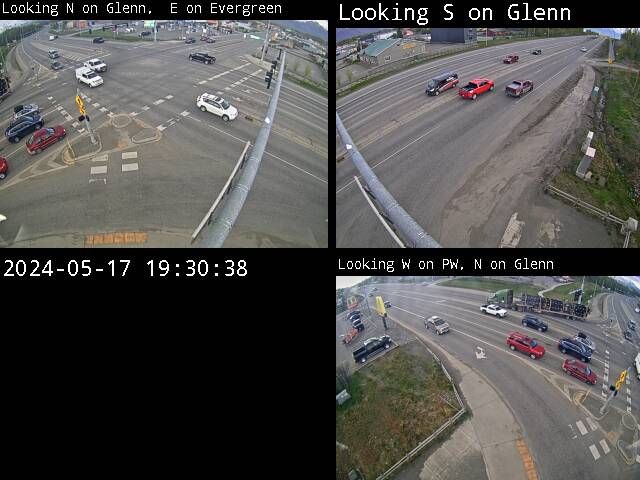 Looking N on Glenn, E on Evergreen
Looking S on Glenn
2024-05-17 19:30:38
Looking W on PW, N on Glenn